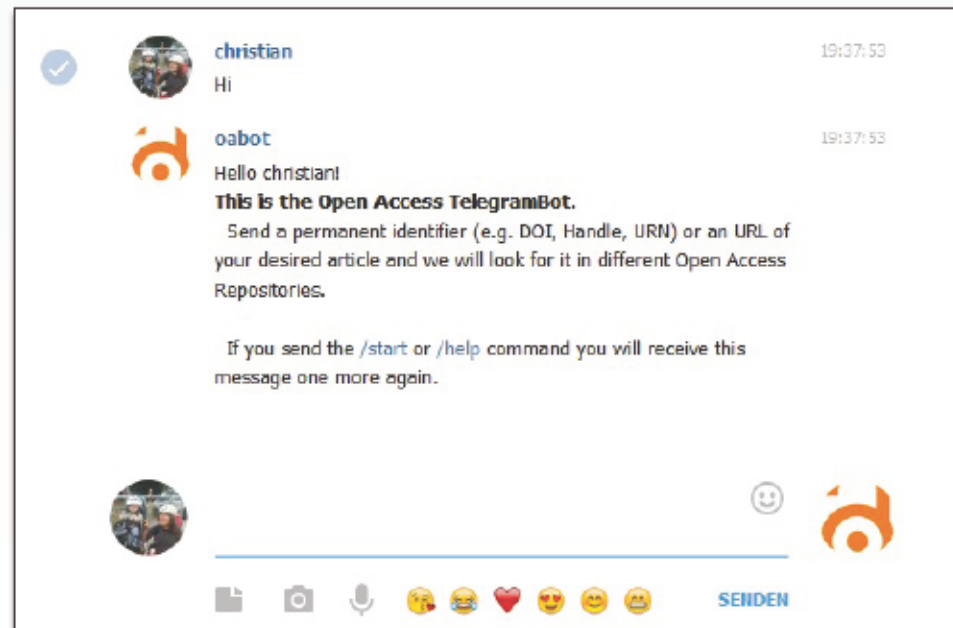 christian 19:37:53
Hi
oabot 19:37:53
Hello christian!
This is the Open Access TelegramBot.
Send a permanent identifier (e.g. DOI, Handle, URN) or an URL of
your desired article and we will look for it in different Open Access
Repositories.
If you send the /start or /help command you will receive this
message one more again.
SENDEN